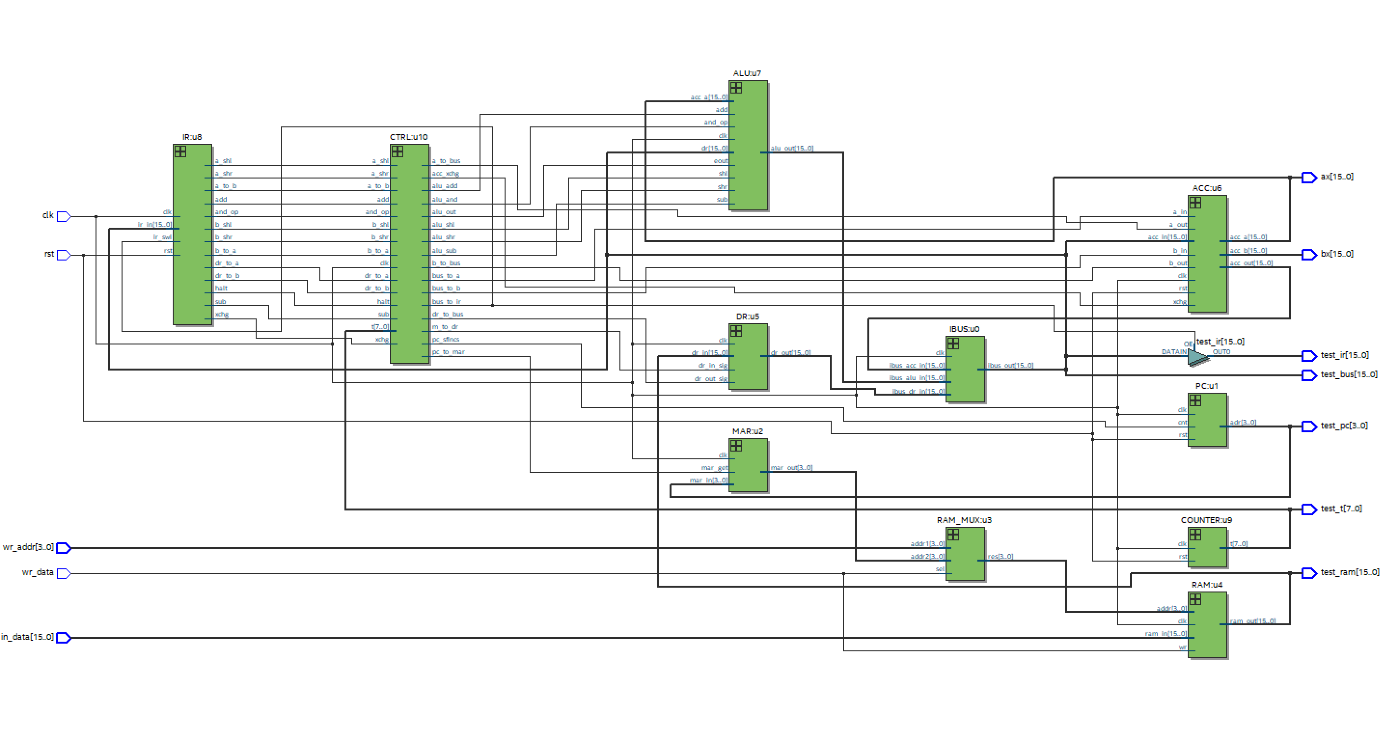 clk
rst
wr_addr[3..0]
wr_data
in_data[15..0]
IR:u8
clk
ir_in[15..0]
ir_swi
rst
a_shl
a_shr
a_to_b
add
and_op
b_shl
b_shr
b_to_a
dr_to_a
dr_to_b
halt
sub
xchg
CTRL:u10
a_shl
a_shr
a_to_b
add
and_op
b_shl
b_shr
b_to_a
clk
dr_to_a
dr_to_b
halt
sub
t[7..0]
xchg
a_to_bus
acc_xchg
alu_add
alu_and
alu_out
alu_shl
alu_shr
alu_sub
b_to_bus
bus_to_a
bus_to_b
bus_to_ir
dr_to_bus
m_to_dr
pc_to_mar
ALU:u7
acc_a[15..0]
add
and_op
clk
dr[15..0]
eout
shl
shr
sub
alu_out[15..0]
DR:u5
clk
dr_in[15..0]
dr_in_sig
dr_out_sig
dr_out[15..0]
MAR:u2
clk
mar_get
mar_in[3..0]
mar_out[3..0]
IBUS:u0
clk
ibus_acc_in[15..0]
ibus_alu_in[15..0]
ibus_dr_in[15..0]
ibus_out[15..0]
RAM_MUX:u3
addr1[3..0]
addr2[3..0]
sel
res[3..0]
ACC:u6
a_in
a_out
acc_in[15..0]
b_in
b_out
clk
rst
xchg
acc_a[15..0]
acc_b[15..0]
acc_out[15..0]
test_ir[15..0]
OE
DATAIN
OUT0
PC:u1
clk
cnt
rst
adr[3..0]
COUNTER:u9
clk
rst
t[7..0]
RAM:u4
addr[3..0]
clk
ram_in[15..0]
wr
ram_out[15..0]
ax[15..0]
bx[15..0]
test_ir[15..0]
test_bus[15..0]
test_pc[3..0]
test_t[7..0]
test_ram[15..0]